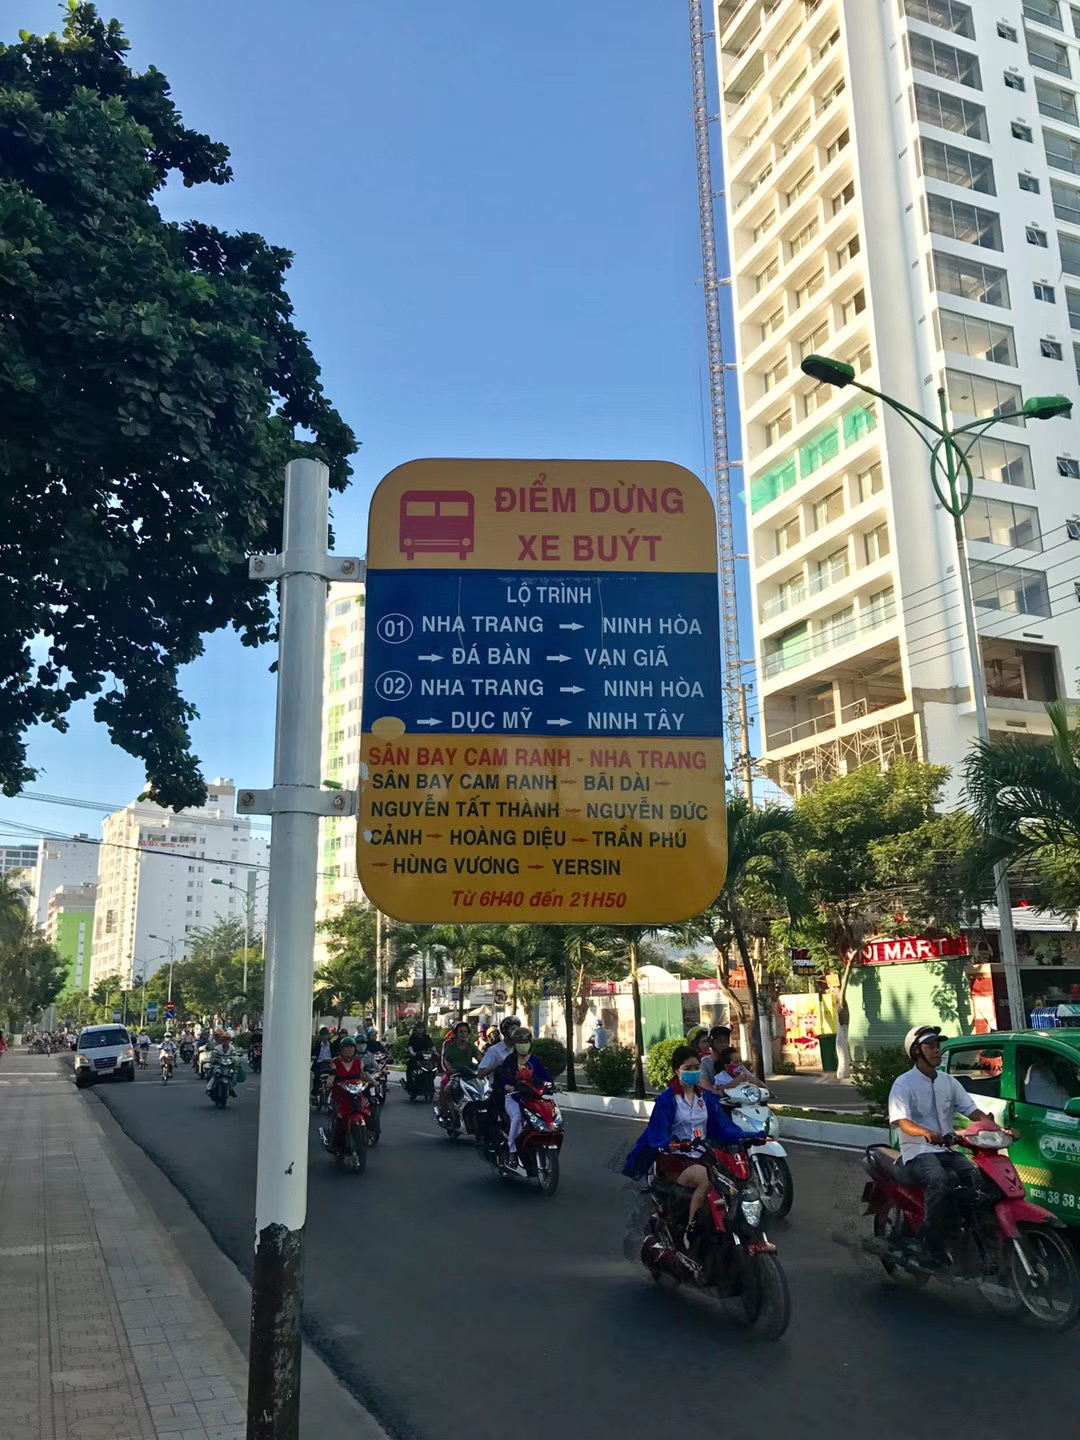 ĐIỂM DỪNG
XE BUÝT
LỘ TRÌNH
01 NHA TRANG → NINH HÒA
→ ĐÁ BÀN → VẠN GIÃ
02 NHA TRANG → NINH HÒA
→ DỤC MỸ → NINH TÂY
SÂN BAY CAM RANH - NHA TRANG
SÂN BAY CAM RANH → BÃI DÀI →
NGUYỄN TẤT THÀNH → NGUYỄN ĐỨC
CẢNH → HOÀNG DIỆU → TRẦN PHÚ
→ HÙNG VƯƠNG → YERSIN
Từ 6H40 đến 21H50
MART